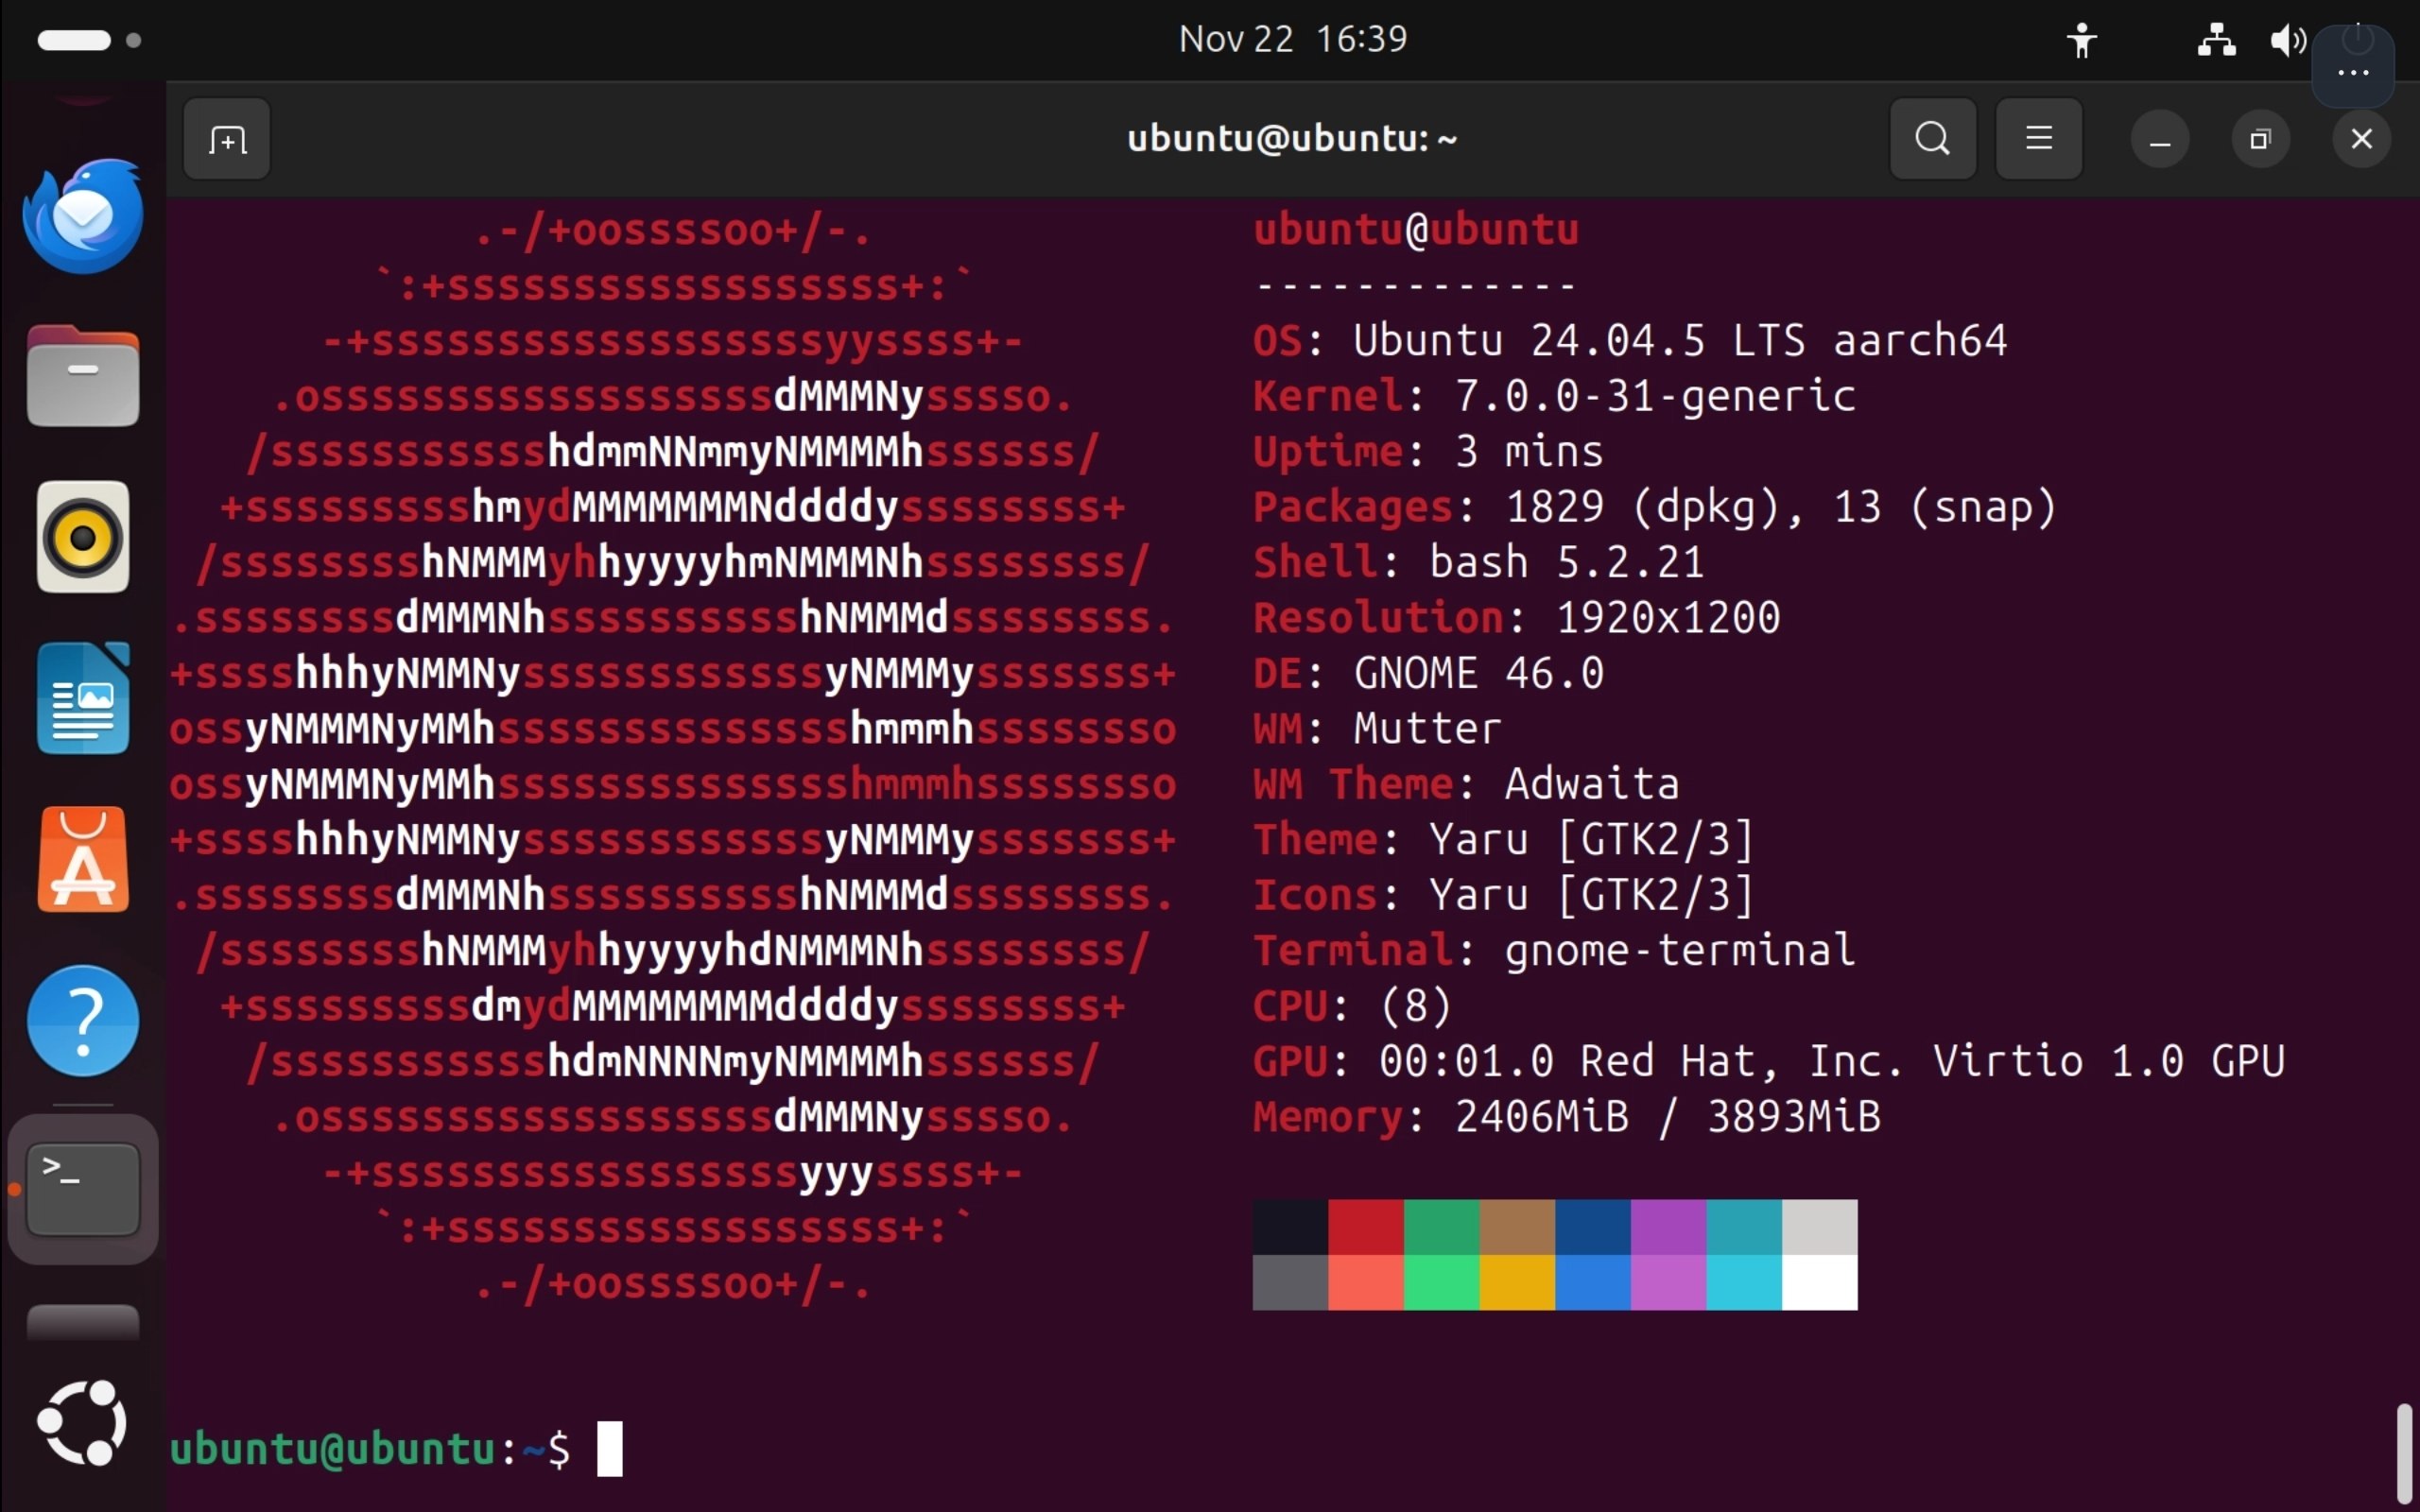 Nov 22 16:39
ubuntu@ubuntu: ~
.-/+oossssoo+/-.
`:+ssssssssssssssssss+:`
-+ssssssssssssssssssyyssss+-
.ossssssssssssssssssdMMMNysssso.
/ssssssssssshdmmNNmmyNMMMMhssssss/
+ssssssssshmydMMMMMMMNddddyssssssss+
/sssssssshNMMMyhhyyyyhmNMMMNhssssssss/
.ssssssssdMMMNhsssssssssshNMMMdssssssss.
+sssshhhyNMMNyssssssssssssyNMMMysssssss+
ossyNMMMNyMMhsssssssssssssshmmmhssssssso
ossyNMMMNyMMhsssssssssssssshmmmhssssssso
+sssshhhyNMMNyssssssssssssyNMMMysssssss+
.ssssssssdMMMNhsssssssssshNMMMdssssssss.
/sssssssshNMMMyhhyyyyhdNMMMNhssssssss/
+sssssssssdmydMMMMMMMMddddyssssssss+
/ssssssssssshdmNNNNmyNMMMMhssssss/
.ossssssssssssssssssdMMMNysssso.
-+sssssssssssssssssyyyssss+-
`:+ssssssssssssssssss+:`
.-/+oossssoo+/-.
ubuntu@ubuntu
-------------
OS: Ubuntu 24.04.5 LTS aarch64
Kernel: 7.0.0-31-generic
Uptime: 3 mins
Packages: 1829 (dpkg), 13 (snap)
Shell: bash 5.2.21
Resolution: 1920x1200
DE: GNOME 46.0
WM: Mutter
WM Theme: Adwaita
Theme: Yaru [GTK2/3]
Icons: Yaru [GTK2/3]
Terminal: gnome-terminal
CPU: (8)
GPU: 00:01.0 Red Hat, Inc. Virtio 1.0 GPU
Memory: 2406MiB / 3893MiB
ubuntu@ubuntu:~$